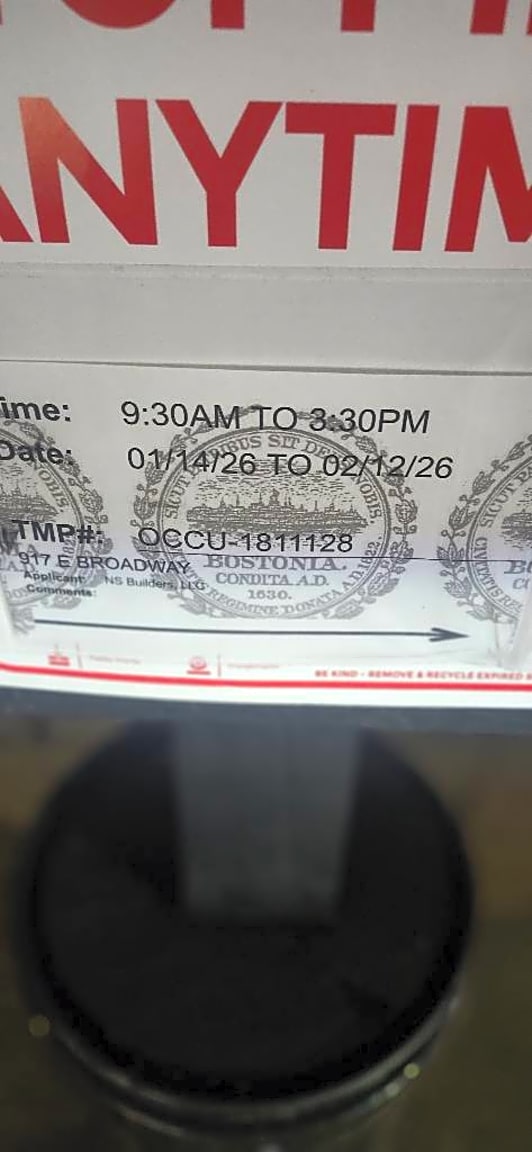 ANYTIM
ime: 9:30AM TO 3:30PM
Date: 01/14/26 TO 02/12/26
TMP#: OCCU-1811128
917 E BROADWAY
Applicant: NS Builders, LLC
Comments:
SICUT PATRIBUS SIT DEUS NOBIS.
BOSTONIA.
CONDITA A.D.
1630.
REGIMINE DONATA A.D. 1822.
BE KIND - REMOVE & RECYCLE EXPIRED